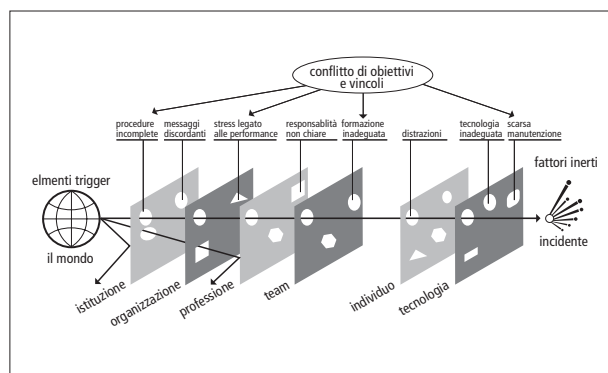 conflitto di obiettivi
e vincoli
procedure
incomplete
messaggi
discordanti
stress legato
alle performance
responsablità
non chiare
formazione
inadeguata
distrazioni
tecnologia
inadeguata
scarsa
manutenzione
elmenti trigger
il mondo
fattori inerti
incidente
istituzione
organizzazione
professione
team
individuo
tecnologia